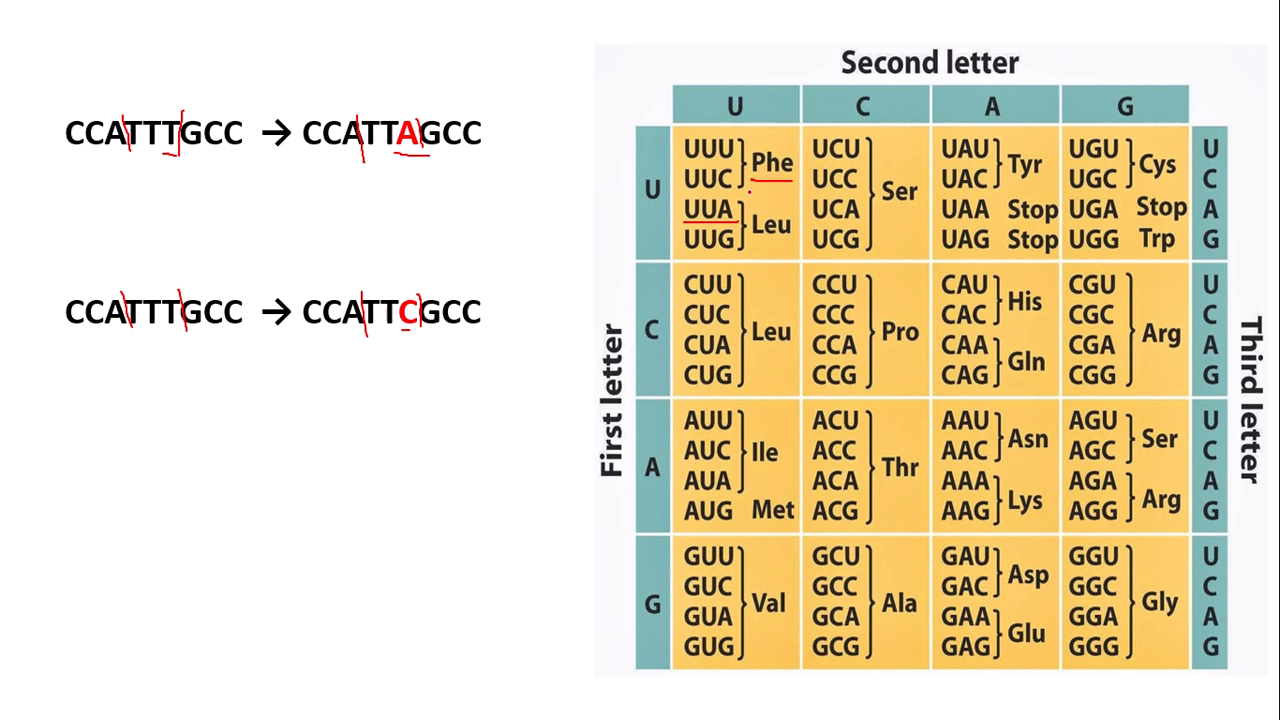 CCATTTGCC → CCATTAGCC
CCATTTGCC → CCATTCGCC
Second letter
U C A G
U
UUU Phe UCU Ser UAU Tyr UGU Cys U
UUC UCC UAC UGC C
UUA Leu UCA UAA Stop UGA Stop A
UUG UCG UAG Stop UGG Trp G
C
CUU Leu CCU Pro CAU His CGU Arg U
CUC CCC CAC CGC C
CUA CCA CAA Gln CGA A
CUG CCG CAG CGG G
A
AUU Ile ACU Thr AAU Asn AGU Ser U
AUC ACC AAC AGC C
AUA ACA AAA Lys AGA Arg A
AUG Met ACG AAG AGG G
G
GUU Val GCU Ala GAU Asp GGU Gly U
GUC GCC GAC GGC C
GUA GCA GAA Glu GGA A
GUG GCG GAG GGG G
First letter
Third letter